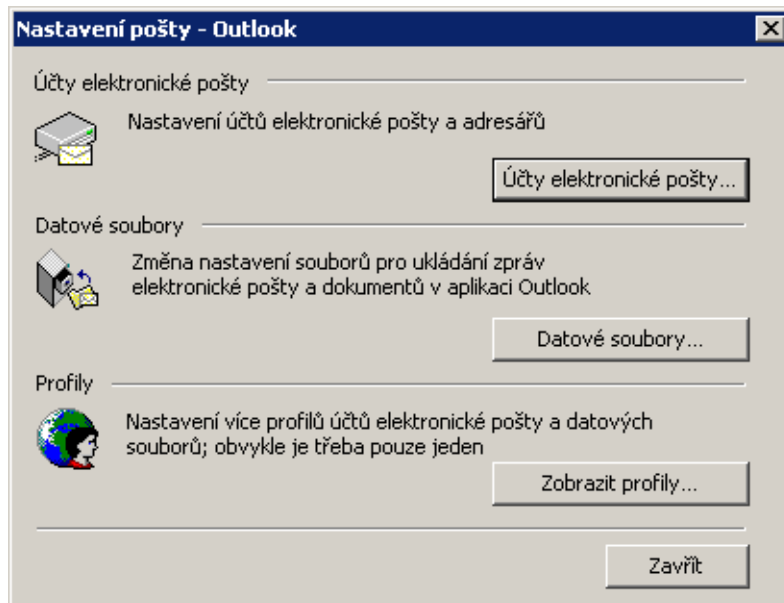 Nastavení pošty - Outlook
Účty elektronické pošty
Nastavení účtů elektronické pošty a adresářů
Účty elektronické pošty...
Datové soubory
Změna nastavení souborů pro ukládání zpráv
elektronické pošty a dokumentů v aplikaci Outlook
Datové soubory...
Profily
Nastavení více profilů účtů elektronické pošty a datových
souborů; obvykle je třeba pouze jeden
Zobrazit profily...
Zavřít